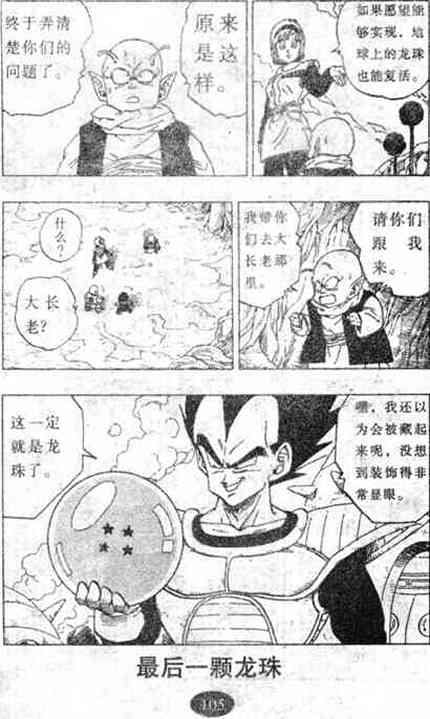 如果愿望能
够实现，地
球上的龙珠
也能复活。
原来
是这
样。
终于弄清
楚你们的
问题了。
请你们
跟我
来。
我带你
们去大
长老那
里。
什么？
大长
老？
，我还以
为会被藏起
来呢，没想
到装饰得非
常显眼。
这一定
就是龙
珠了。
最后一颗龙珠
105